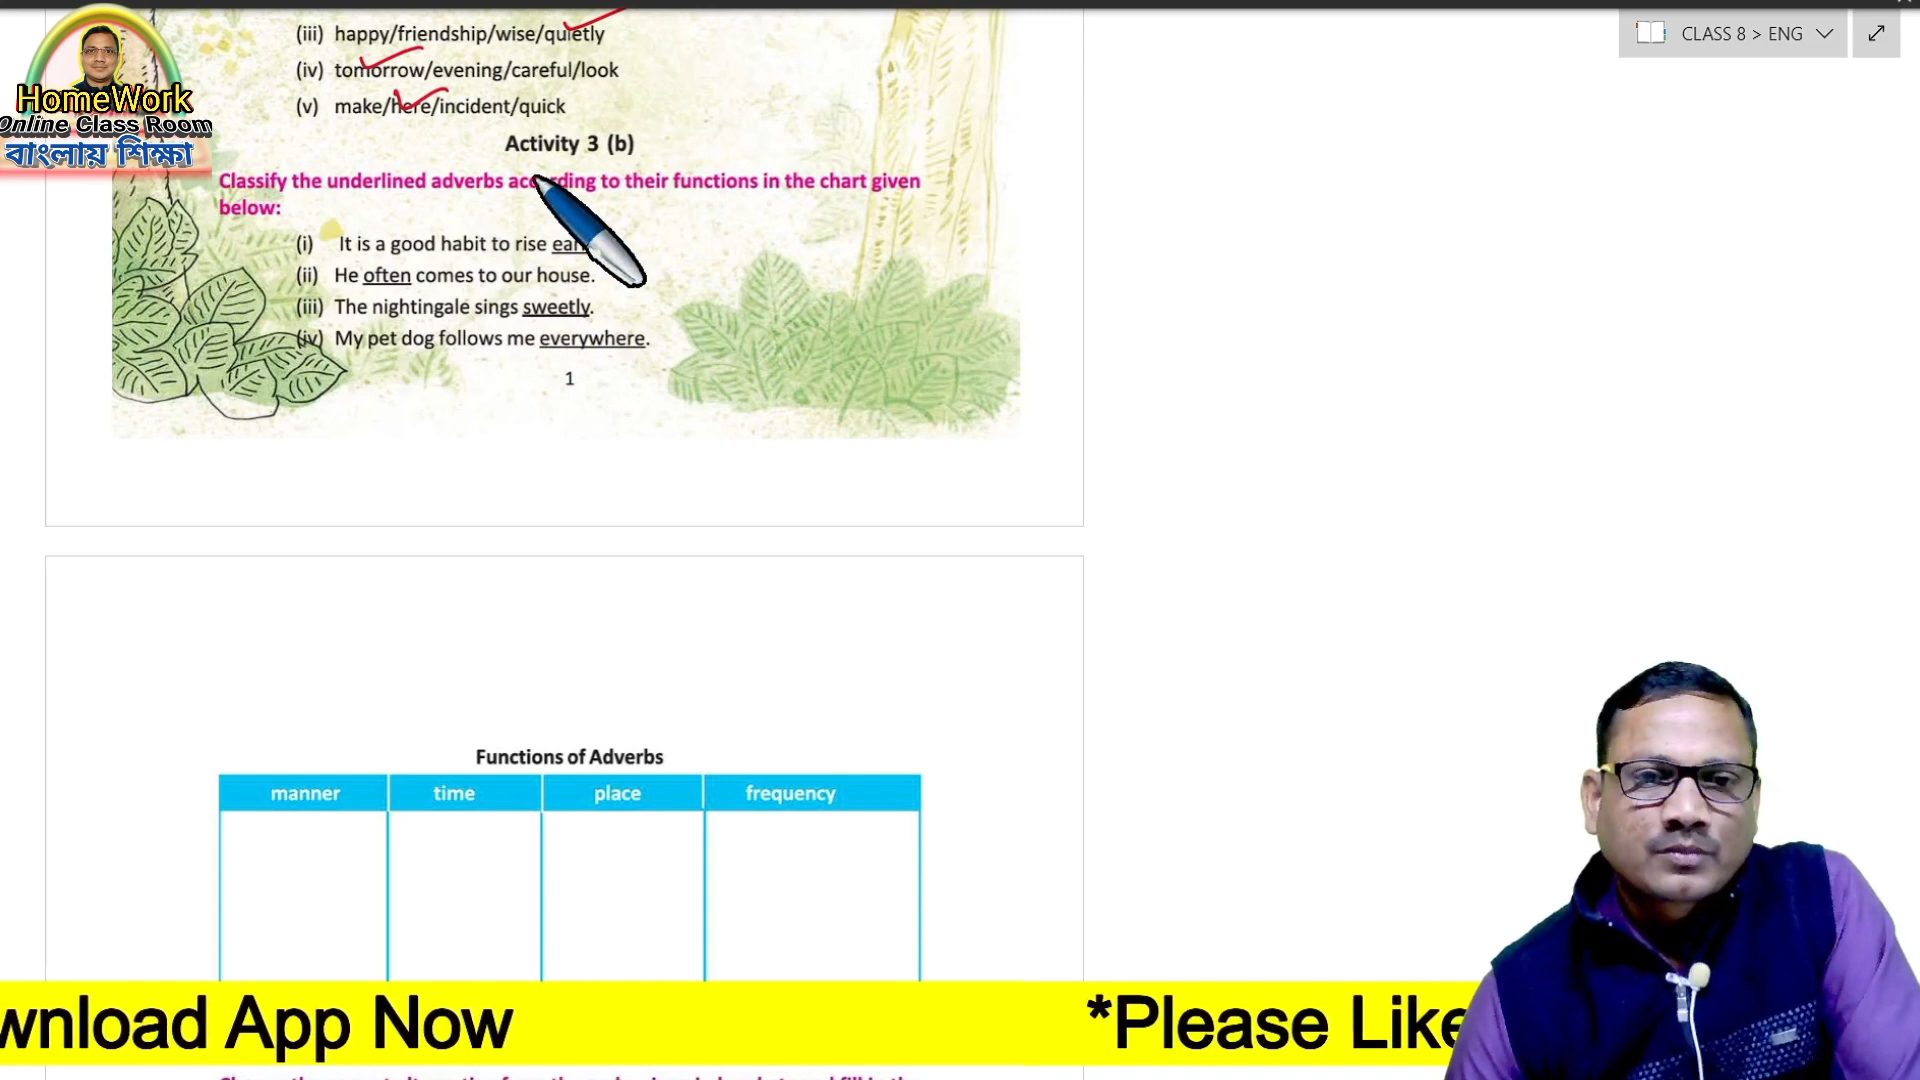 (iii) happy/friendship/wise/quietly
(iv) tomorrow/evening/careful/look
(v) make/here/incident/quick
HomeWork
Online Class Room
বাংলায় শিক্ষা
CLASS 8 > ENG
Activity 3 (b)
Classify the underlined adverbs according to their functions in the chart given
below:
(i) It is a good habit to rise
(ii) He often comes to our house.
(iii) The nightingale sings sweetly.
(iv) My pet dog follows me everywhere.
1
Functions of Adverbs
manner time place frequency
wnload App Now *Please Like